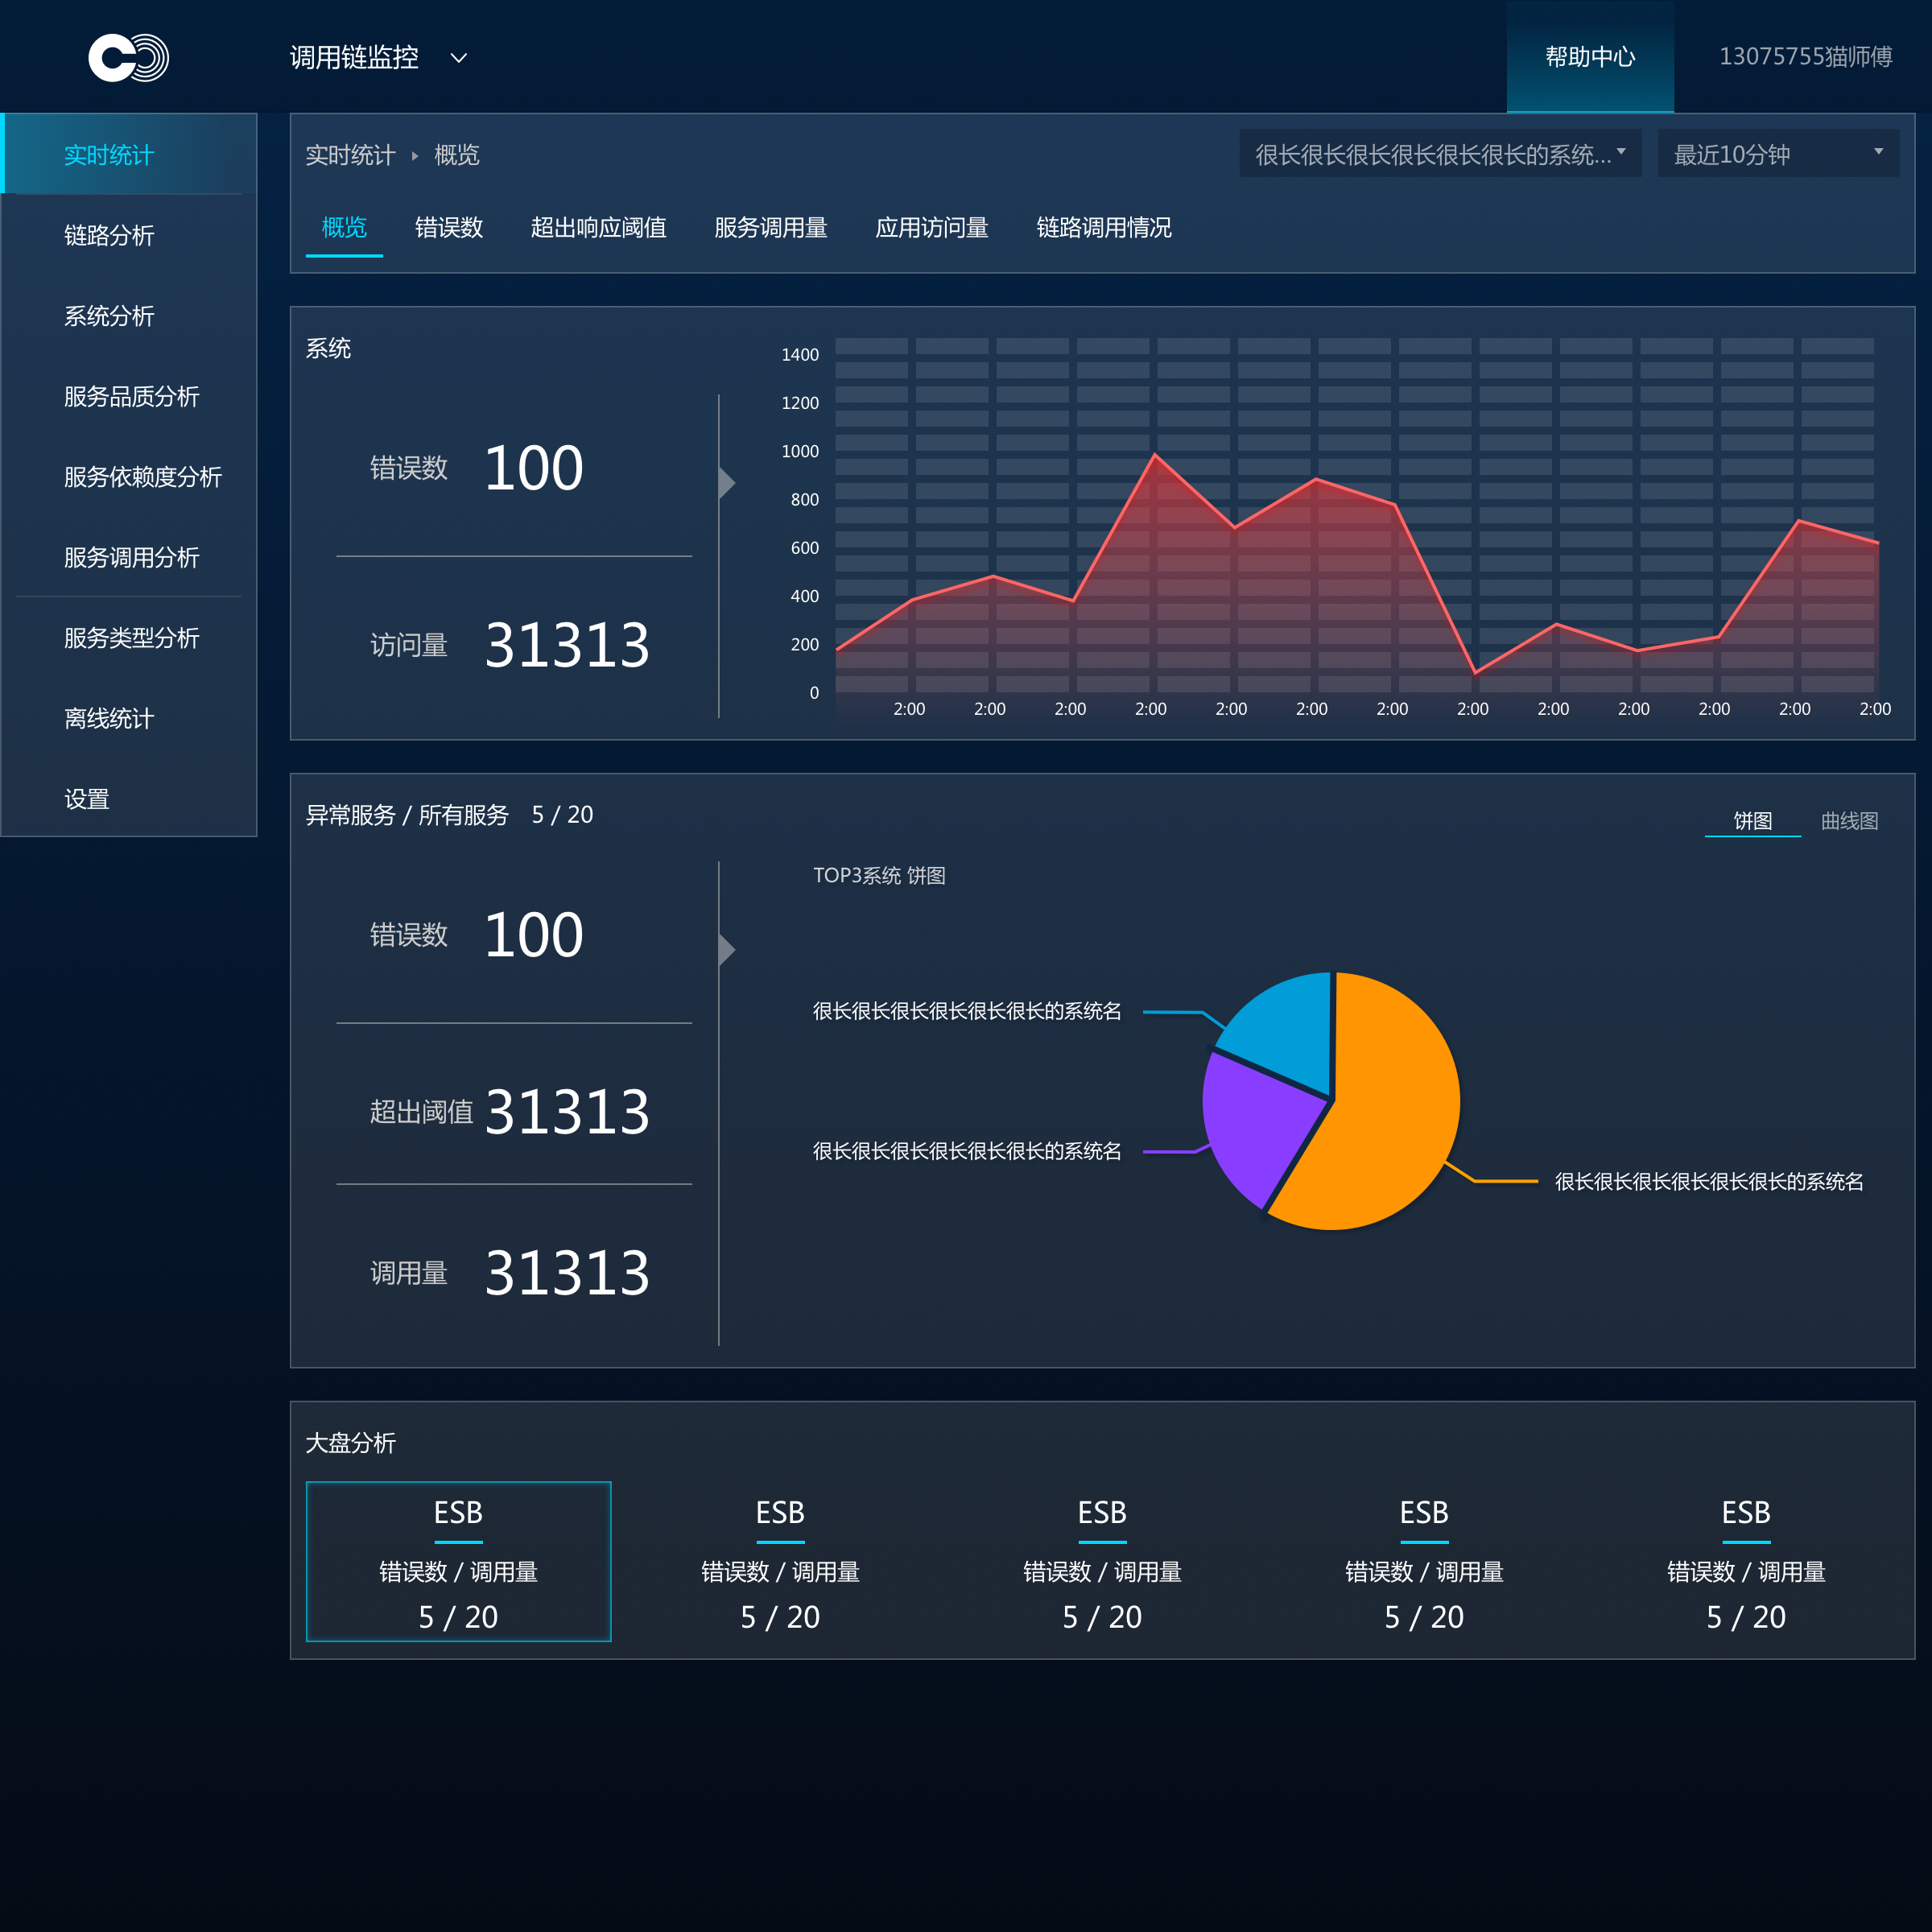 调用链监控
帮助中心
13075755猫师傅
实时统计
链路分析
系统分析
服务品质分析
服务依赖度分析
服务调用分析
服务类型分析
离线统计
设置
实时统计 概览
很长很长很长很长很长很长的系统...
最近10分钟
概览 错误数 超出响应阈值 服务调用量 应用访问量 链路调用情况
系统
错误数 100
访问量 31313
1400
1200
1000
800
600
400
200
0
2:00 2:00 2:00 2:00 2:00 2:00 2:00 2:00 2:00 2:00 2:00 2:00 2:00
异常服务 / 所有服务 5 / 20
饼图 曲线图
错误数 100
超出阈值 31313
调用量 31313
TOP3系统 饼图
很长很长很长很长很长很长的系统名
很长很长很长很长很长很长的系统名
很长很长很长很长很长很长的系统名
大盘分析
ESB ESB ESB ESB ESB
错误数 / 调用量 错误数 / 调用量 错误数 / 调用量 错误数 / 调用量 错误数 / 调用量
5 / 20 5 / 20 5 / 20 5 / 20 5 / 20